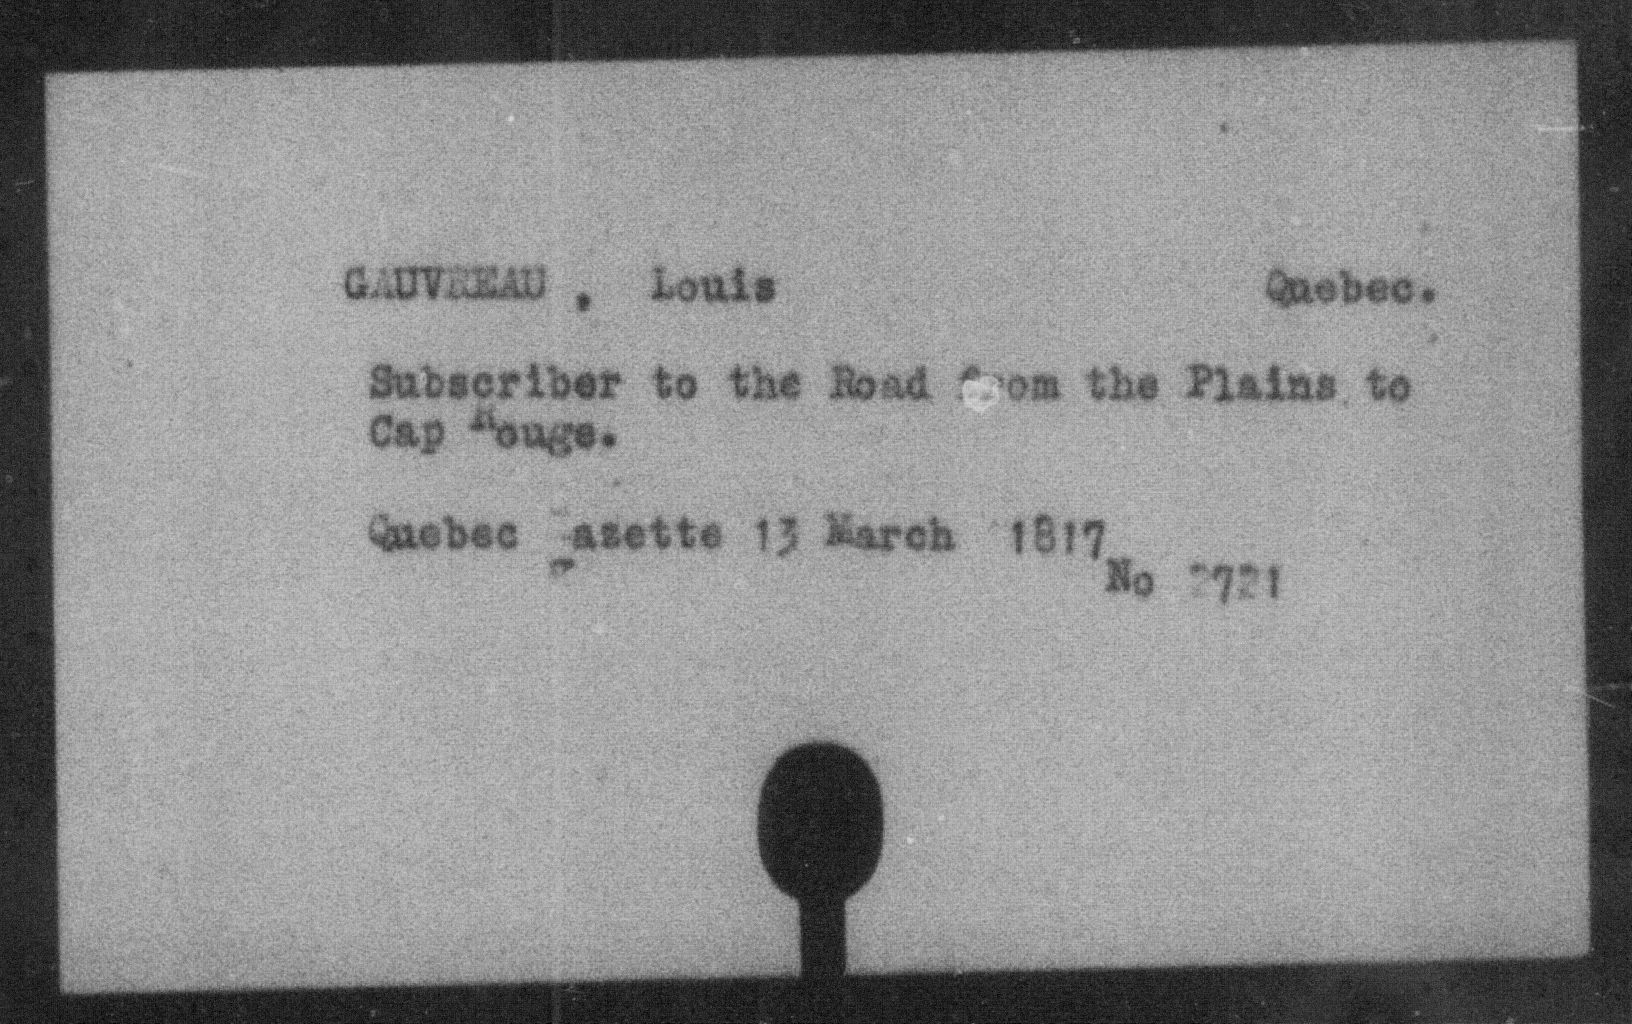 GAUVREAU , Louis Quebec.
Subscriber to the Road from the Plains to
Cap Rouge.
Quebec Gazette 13 March 1817
No 2721